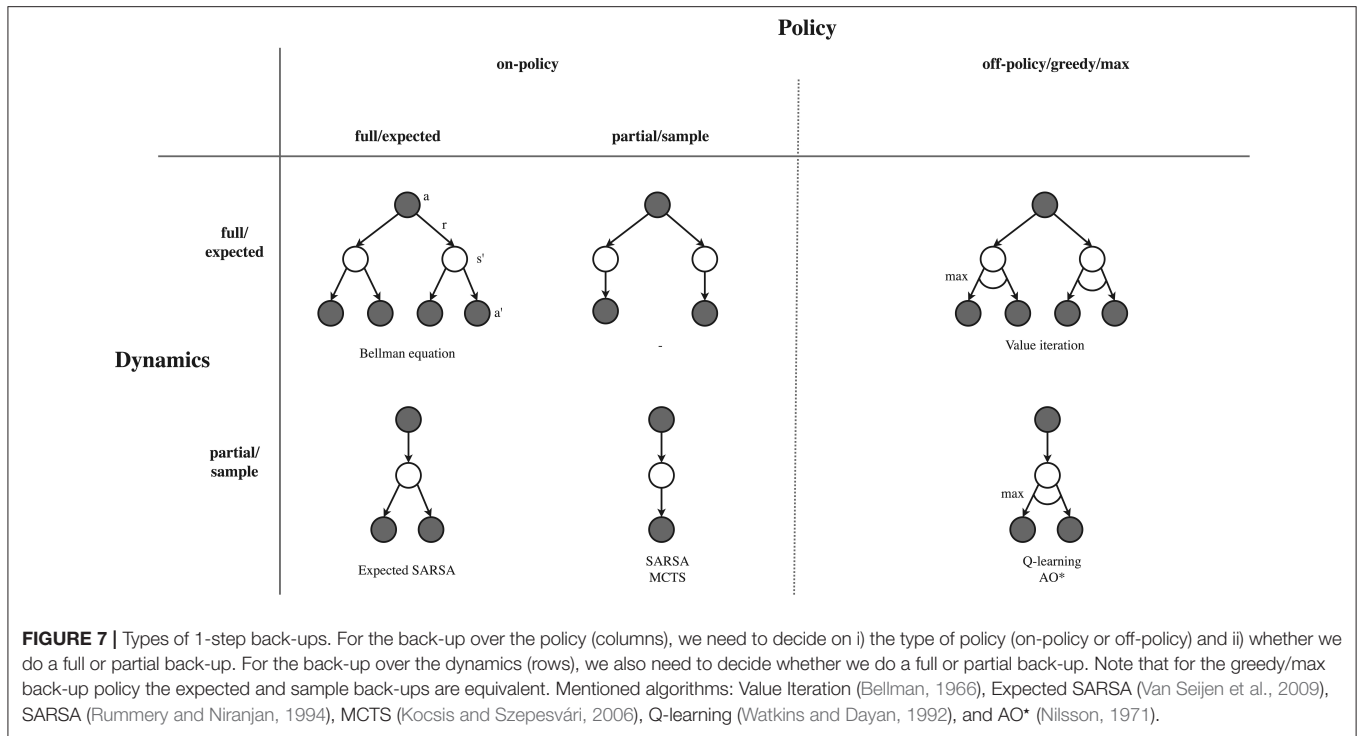 Policy
on-policy
off-policy/greedy/max
full/expected
partial/sample
Dynamics
full/
expected
a
r
s'
a'
Bellman equation
-
max
Value iteration
partial/
sample
Expected SARSA
SARSA
MCTS
max
Q-learning
AO*
FIGURE 7 | Types of 1-step back-ups. For the back-up over the policy (columns), we need to decide on i) the type of policy (on-policy or off-policy) and ii) whether we
do a full or partial back-up. For the back-up over the dynamics (rows), we also need to decide whether we do a full or partial back-up. Note that for the greedy/max
back-up policy the expected and sample back-ups are equivalent. Mentioned algorithms: Value Iteration (Bellman, 1966), Expected SARSA (Van Seijen et al., 2009),
SARSA (Rummery and Niranjan, 1994), MCTS (Kocsis and Szepesvári, 2006), Q-learning (Watkins and Dayan, 1992), and AO⋆ (Nilsson, 1971).